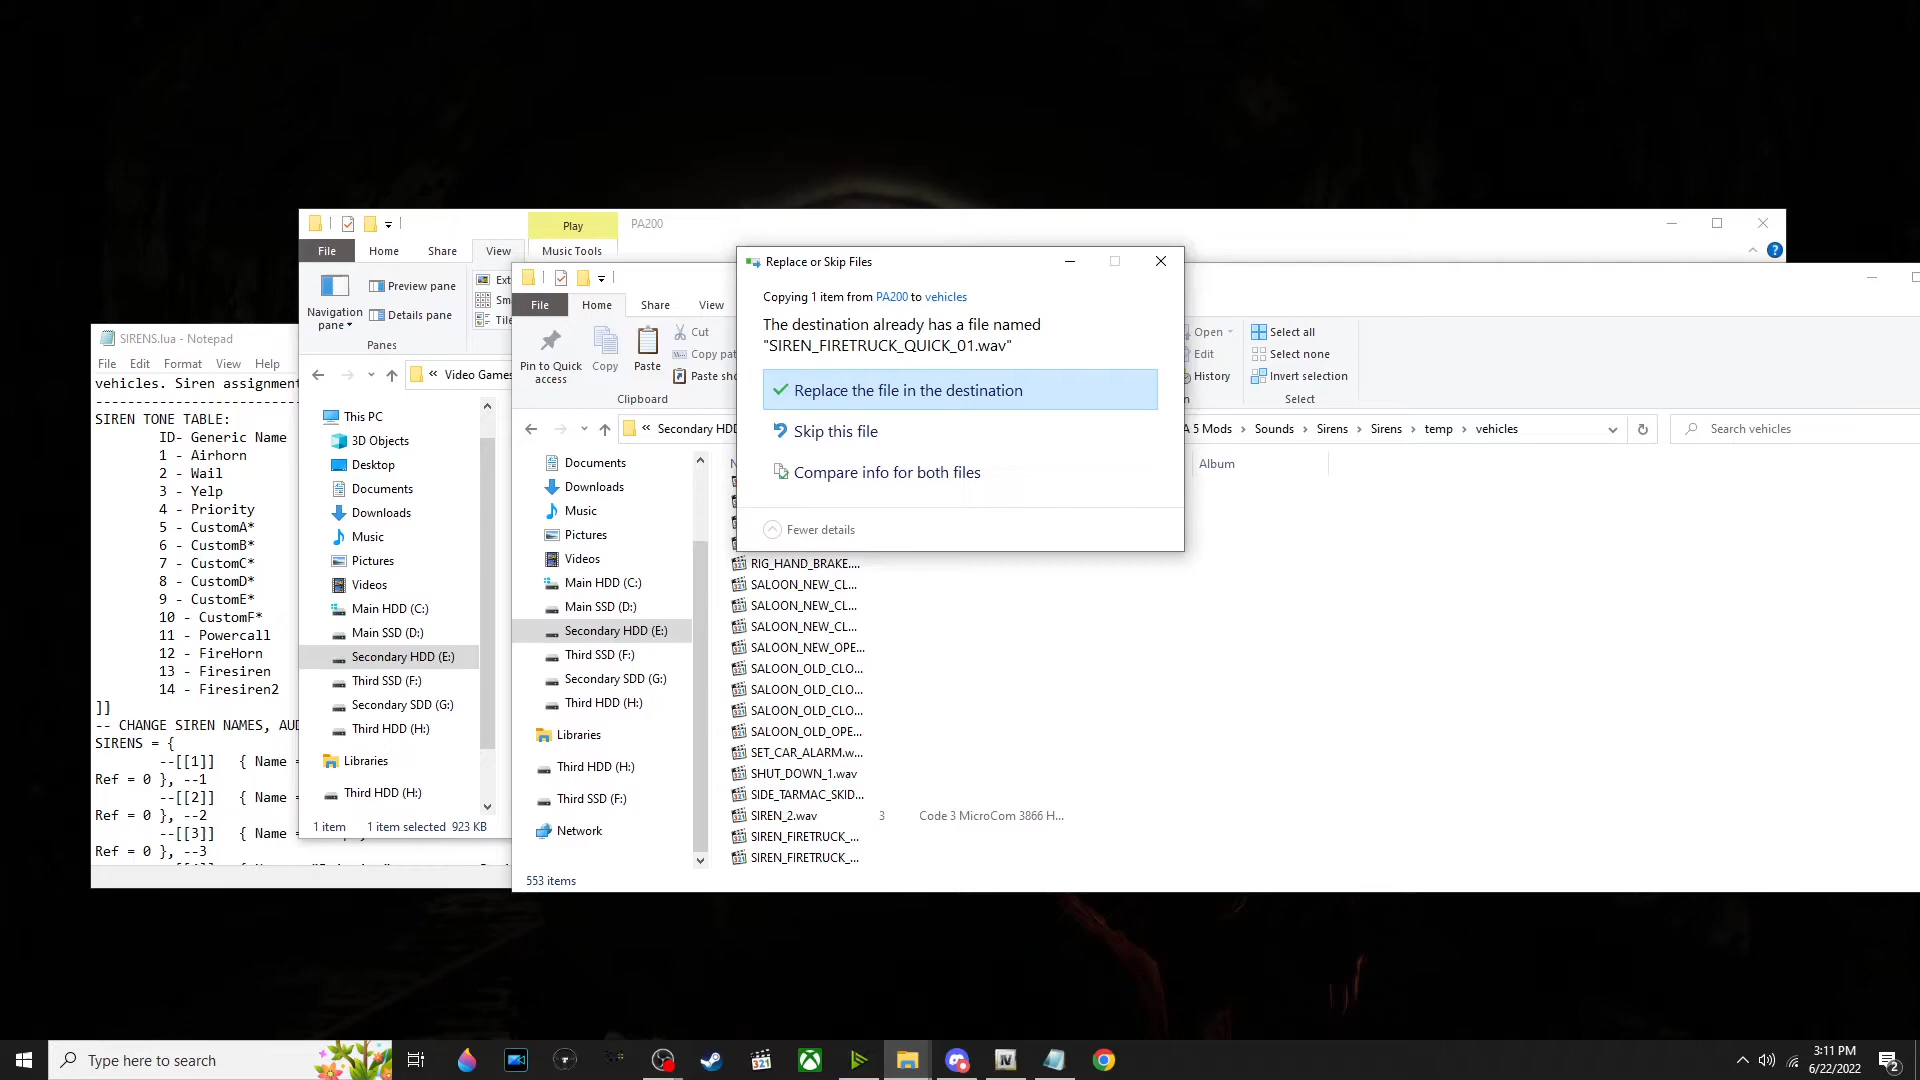 PA200
Play
File
Home
Share
View
Music Tools
Navigation
pane
Preview pane
Details pane
Panes
« Video Games
This PC
3D Objects
Desktop
Documents
Downloads
Music
Pictures
Videos
Main HDD (C:)
Main SSD (D:)
Secondary HDD (E:)
Third SSD (F:)
Secondary SDD (G:)
Third HDD (H:)
Libraries
Third HDD (H:)
1 item
1 item selected 923 KB
SIRENS.lua - Notepad
File
Edit
Format
View
Help
vehicles. Siren assignment
SIREN TONE TABLE:
ID- Generic Name
1 - Airhorn
2 - Wail
3 - Yelp
4 - Priority
5 - CustomA*
6 - CustomB*
7 - CustomC*
8 - CustomD*
9 - CustomE*
10 - CustomF*
11 - Powercall
12 - FireHorn
13 - Firesiren
14 - Firesiren2
]]
-- CHANGE SIREN NAMES, AUD
SIRENS = {
--[[1]] { Name =
Ref = 0 }, --1
--[[2]] { Name =
Ref = 0 }, --2
--[[3]] { Name =
Ref = 0 }, --3
File
Home
Share
View
Pin to Quick
access
Copy
Paste
Cut
Copy pat
Paste sho
Clipboard
Open
Edit
History
Select all
Select none
Invert selection
Select
« Secondary HDD
A 5 Mods > Sounds > Sirens > Sirens > temp > vehicles
Search vehicles
Album
Documents
Downloads
Music
Pictures
Videos
Main HDD (C:)
Main SSD (D:)
Secondary HDD (E:)
Third SSD (F:)
Secondary SDD (G:)
Third HDD (H:)
Libraries
Third HDD (H:)
Third SSD (F:)
Network
553 items
RIG_HAND_BRAKE....
SALOON_NEW_CL...
SALOON_NEW_CL...
SALOON_NEW_CL...
SALOON_NEW_OPE...
SALOON_OLD_CLO...
SALOON_OLD_CLO...
SALOON_OLD_CLO...
SALOON_OLD_OPE...
SET_CAR_ALARM.w...
SHUT_DOWN_1.wav
SIDE_TARMAC_SKID...
SIREN_2.wav 3 Code 3 MicroCom 3866 H...
SIREN_FIRETRUCK_...
SIREN_FIRETRUCK_...
Replace or Skip Files
Copying 1 item from PA200 to vehicles
The destination already has a file named
"SIREN_FIRETRUCK_QUICK_01.wav"
Replace the file in the destination
Skip this file
Compare info for both files
Fewer details
Type here to search
3:11 PM
6/22/2022
2